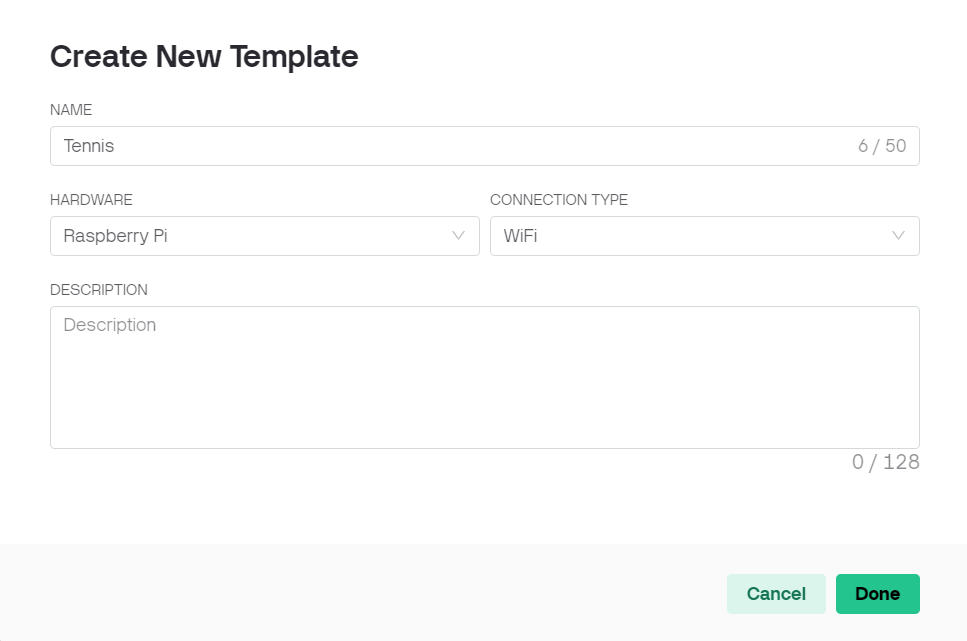 Create New Template
NAME
Tennis 6 / 50
HARDWARE CONNECTION TYPE
Raspberry Pi WiFi
DESCRIPTION
Description
0 / 128
Cancel Done